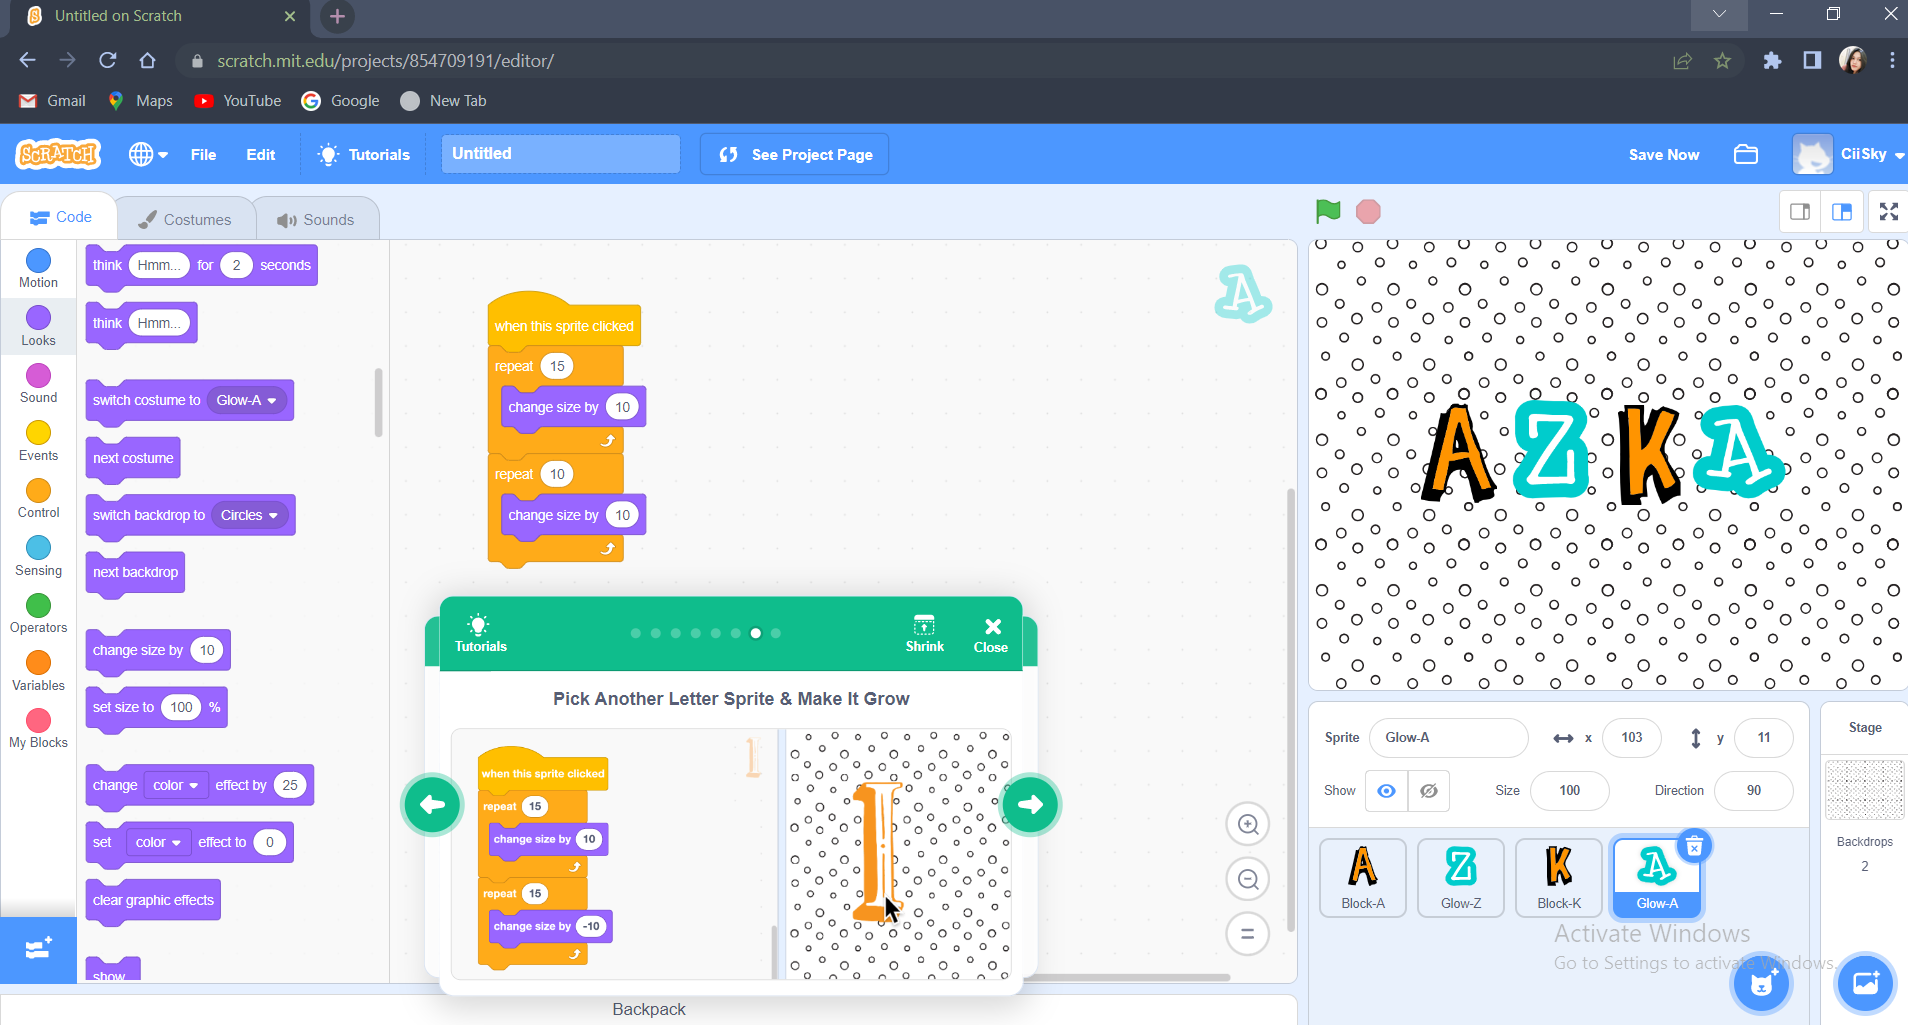 Untitled on Scratch
scratch.mit.edu/projects/854709191/editor/
Gmail Maps YouTube Google New Tab
SCRATCH File Edit Tutorials Untitled See Project Page Save Now CiiSky
Code Costumes Sounds
Motion
Looks
Sound
Events
Control
Sensing
Operators
Variables
My Blocks
think Hmm... for 2 seconds
think Hmm...
switch costume to Glow-A
next costume
switch backdrop to Circles
next backdrop
change size by 10
set size to 100 %
change color effect by 25
set color effect to 0
clear graphic effects
show
when this sprite clicked
repeat 15
change size by 10
repeat 10
change size by 10
A
Tutorials Shrink Close
Pick Another Letter Sprite & Make It Grow
when this sprite clicked
repeat 15
change size by 10
repeat 15
change size by -10
I
I
Backpack
A Z K A
Sprite Glow-A x 103 y 11
Show Size 100 Direction 90
A Z K A
Block-A Glow-Z Block-K Glow-A
Stage
Backdrops
2
Activate Windows
Go to Settings to activate Windows.